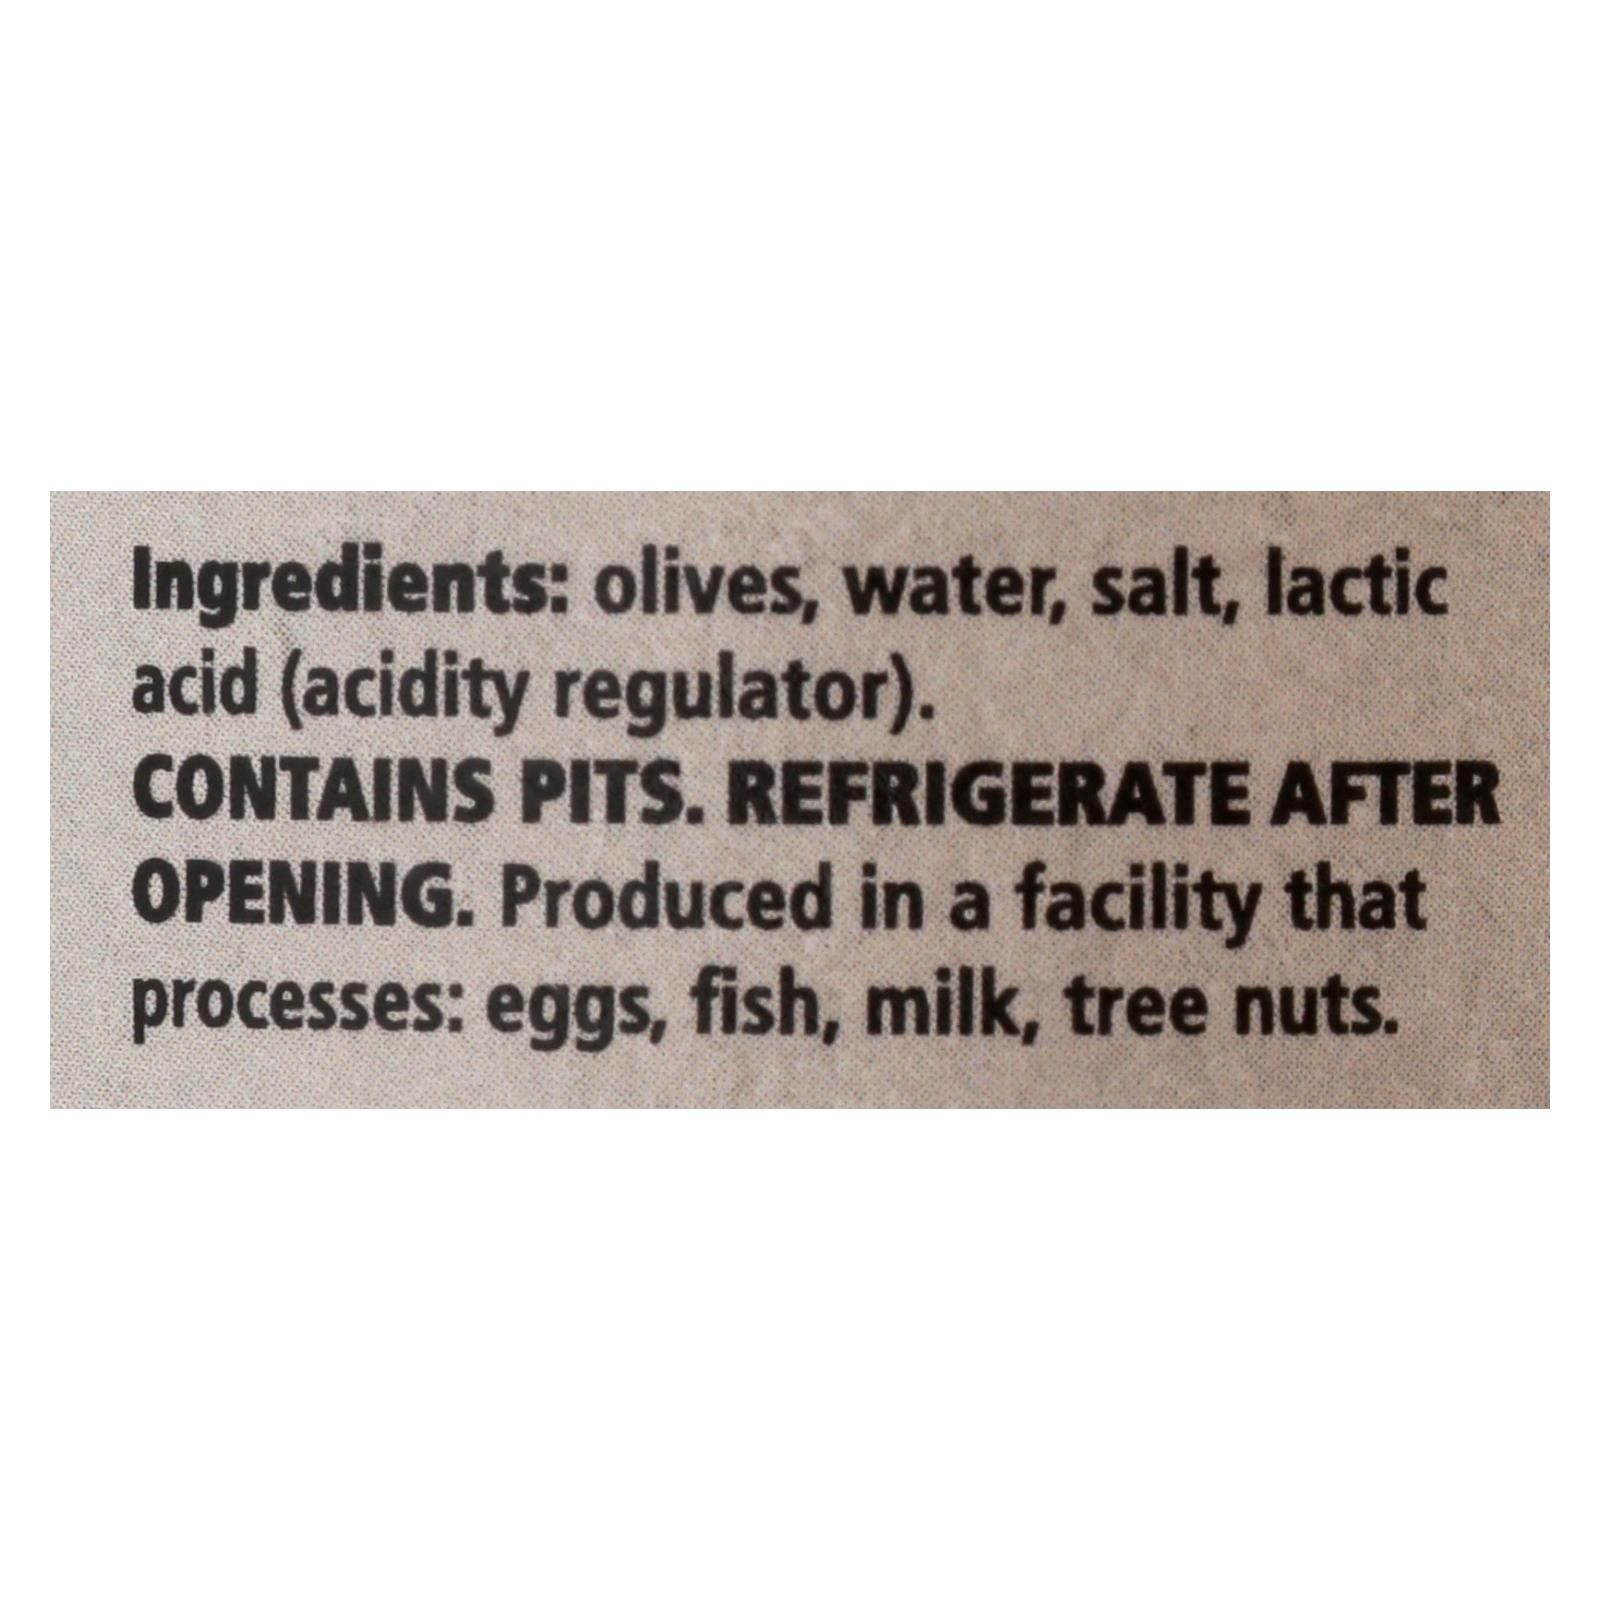 Ingredients: olives, water, salt, lactic
acid (acidity regulator).
CONTAINS PITS. REFRIGERATE AFTER
OPENING. Produced in a facility that
processes: eggs, fish, milk, tree nuts.